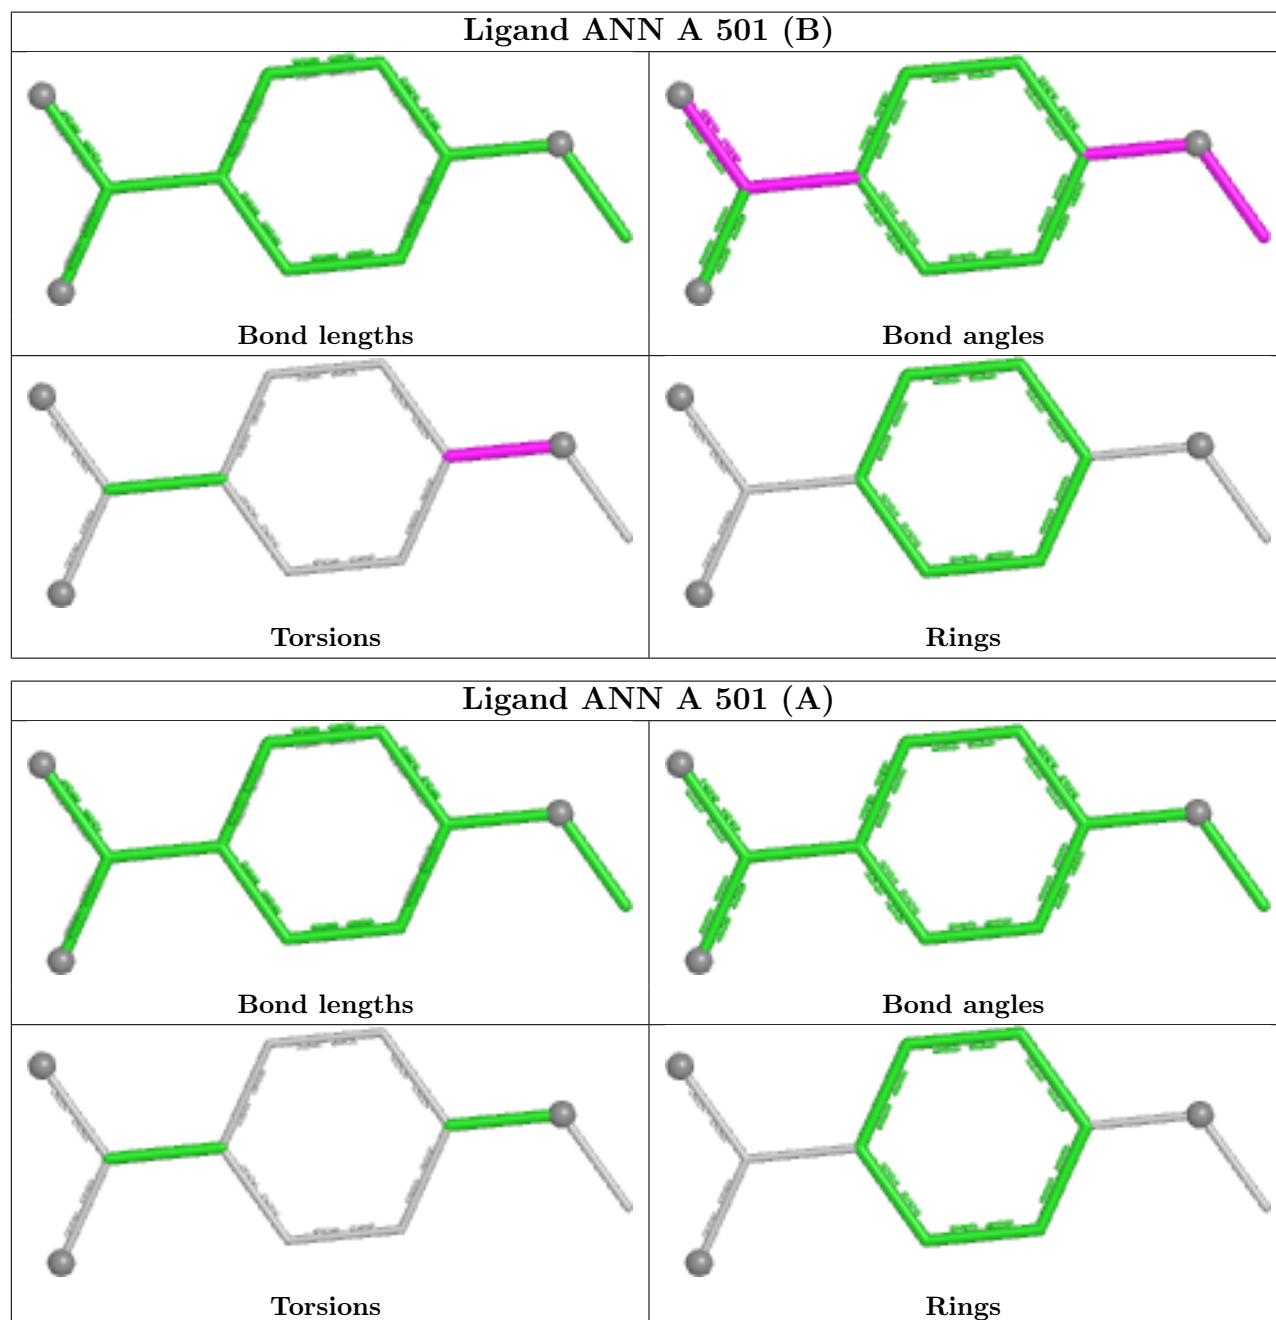 Ligand ANN A 501 (B)
Bond lengths
Bond angles
Torsions
Rings
Ligand ANN A 501 (A)
Bond lengths
Bond angles
Torsions
Rings